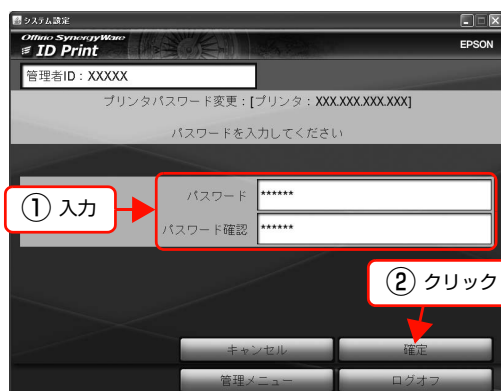 システム設定
Offirio SynergyWare
ID Print
EPSON
管理者ID：XXXXX
プリンタパスワード変更：[プリンタ：XXX.XXX.XXX.XXX]
パスワードを入力してください
① 入力
パスワード ******
パスワード確認 ******
② クリック
キャンセル 確定
管理メニュー ログオフ